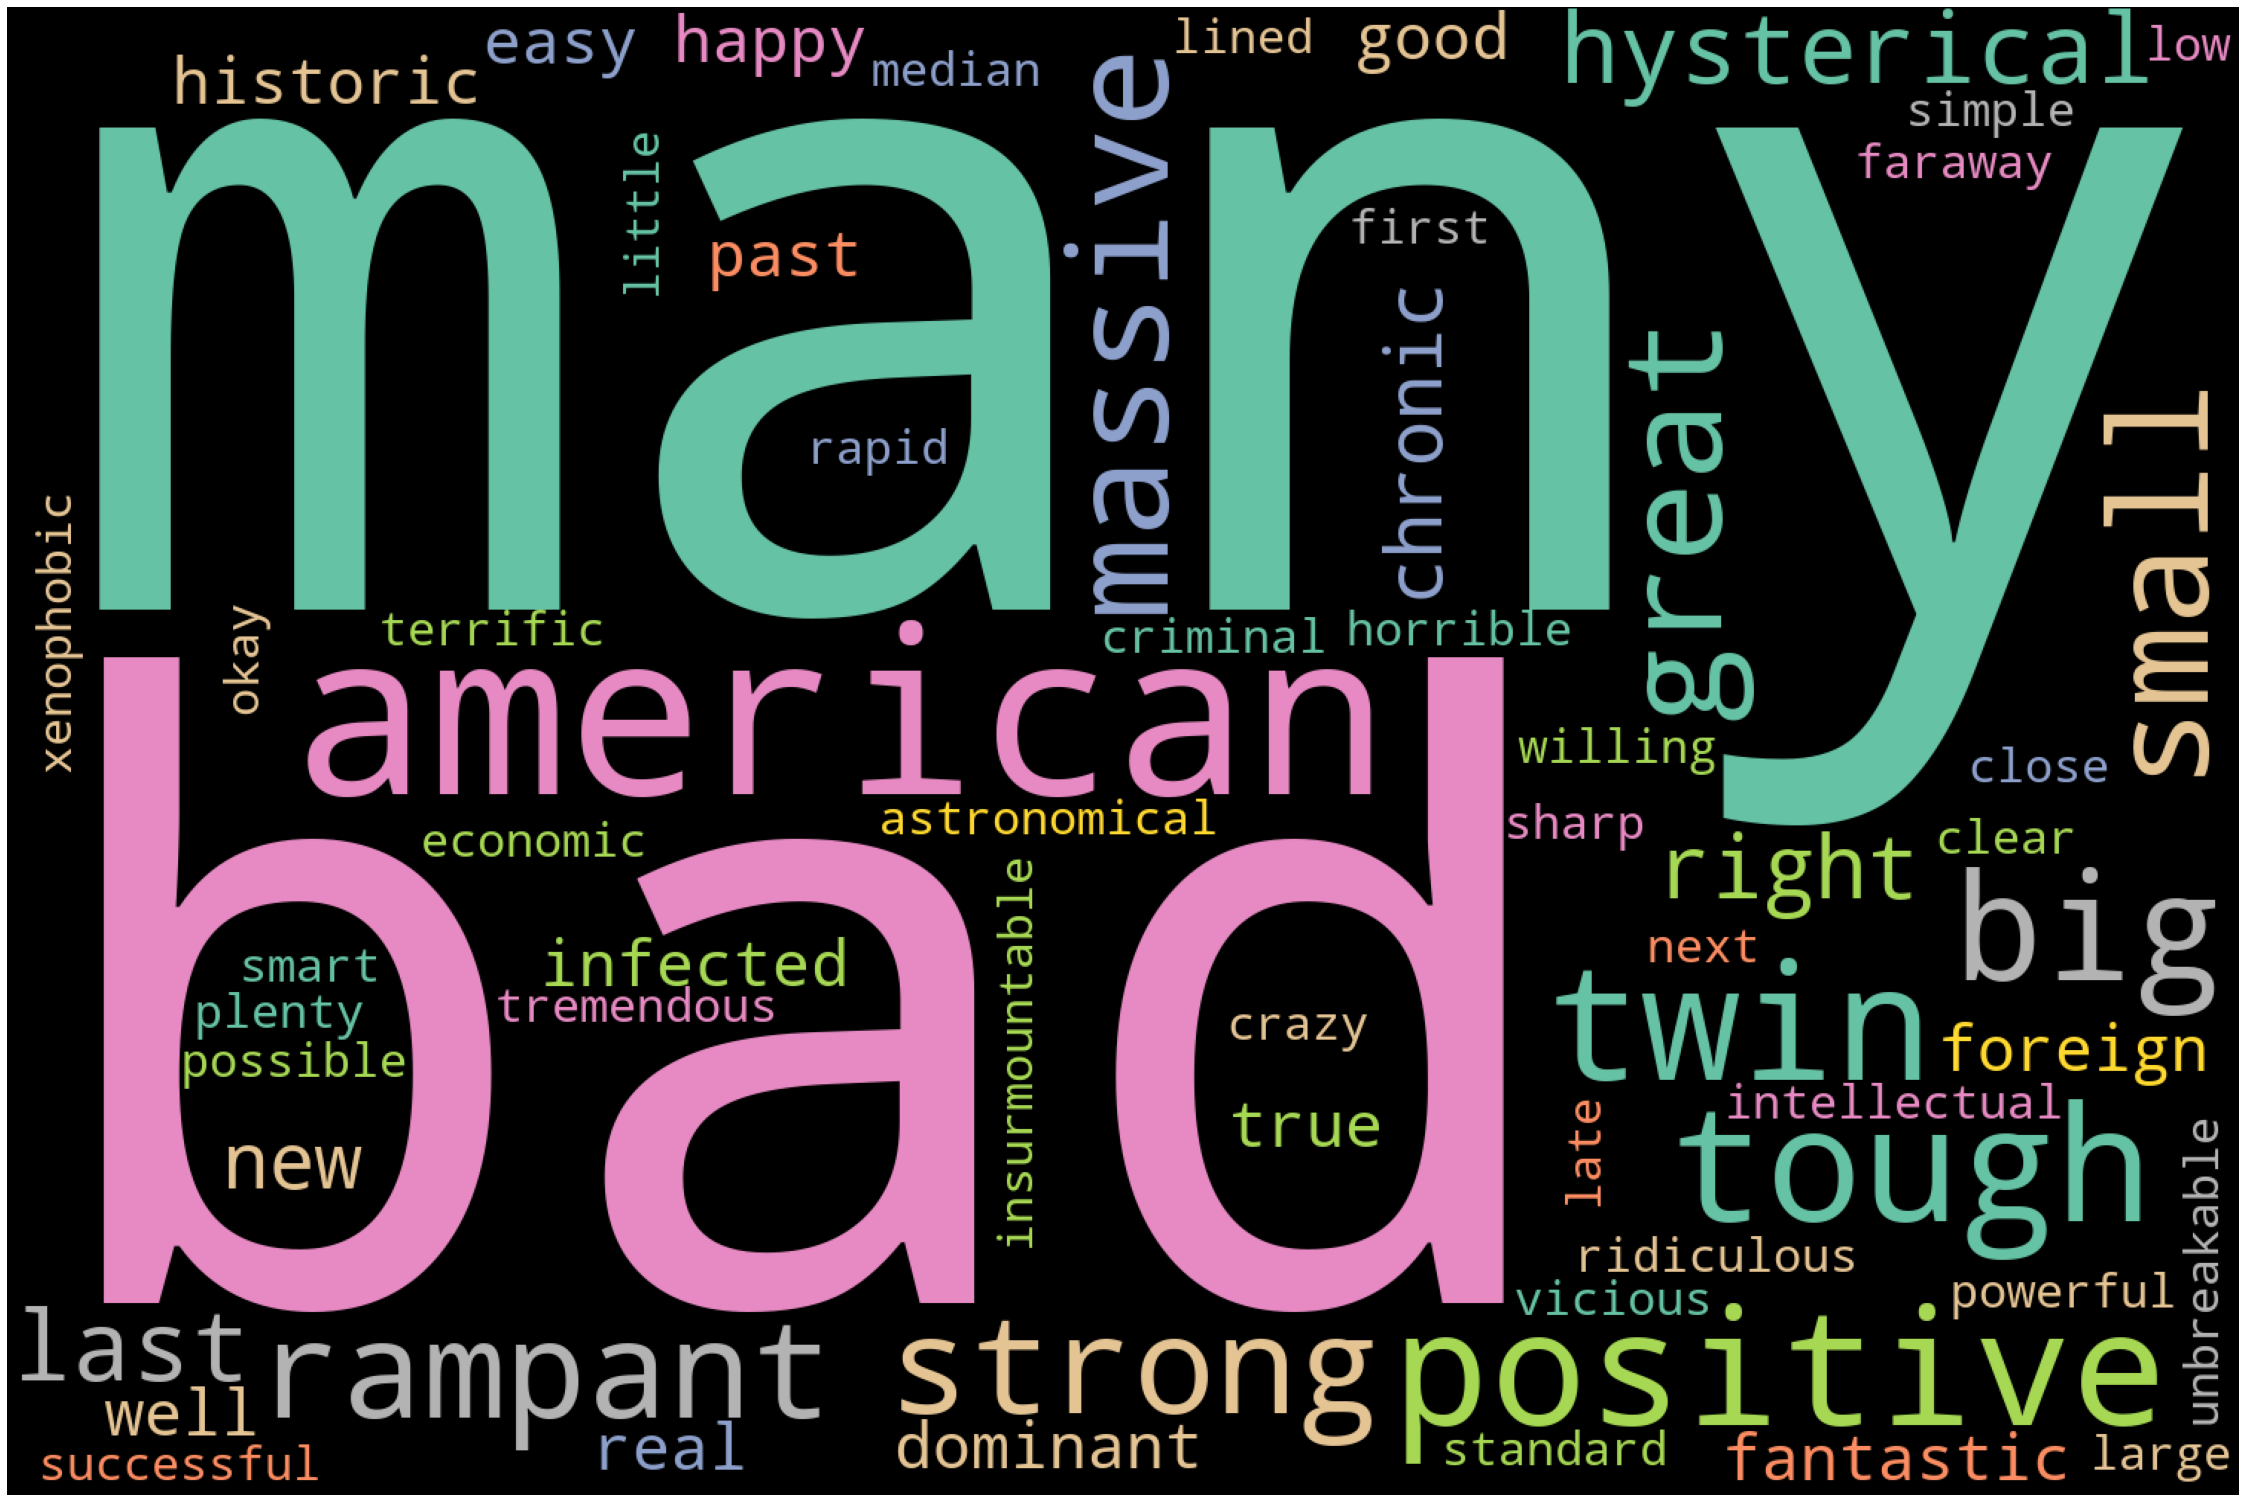 historic
easy
happy
median
lined
good
hysterical
low
simple
faraway
many
little
past
massive
first
chronic
rapid
great
small
xenophobic
okay
terrific
american
criminal
horrible
willing
close
bad
economic
astronomical
sharp
right
clear
big
insurmountable
infected
tremendous
smart
plenty
possible
new
crazy
true
next
twin
foreign
intellectual
late
tough
unbreakable
ridiculous
vicious
powerful
last
rampant
strong
positive
well
real
dominant
standard
fantastic
large
successful